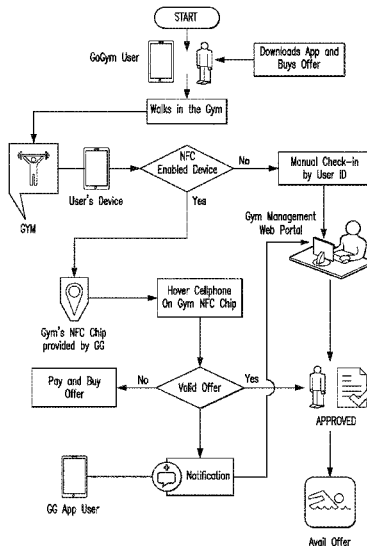 START
GoGym User
Downloads App and
Buys Offer
Walks in the Gym
GYM
User's Device
NFC
Enabled Device
No
Yes
Manual Check-in
by User ID
Gym Management
Web Portal
Gym's NFC Chip
provided by GG
Hover Cellphone
On Gym NFC Chip
Pay and Buy
Offer
No
Valid Offer
Yes
APPROVED
GG App User
Notification
Avail Offer